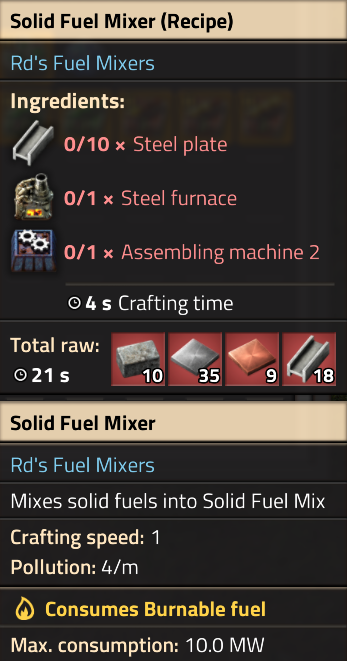 Solid Fuel Mixer (Recipe)
Rd's Fuel Mixers
Ingredients:
0/10 × Steel plate
0/1 × Steel furnace
0/1 × Assembling machine 2
4 s Crafting time
Total raw:
21 s
10 35 9 18
Solid Fuel Mixer
Rd's Fuel Mixers
Mixes solid fuels into Solid Fuel Mix
Crafting speed: 1
Pollution: 4/m
Consumes Burnable fuel
Max. consumption: 10.0 MW